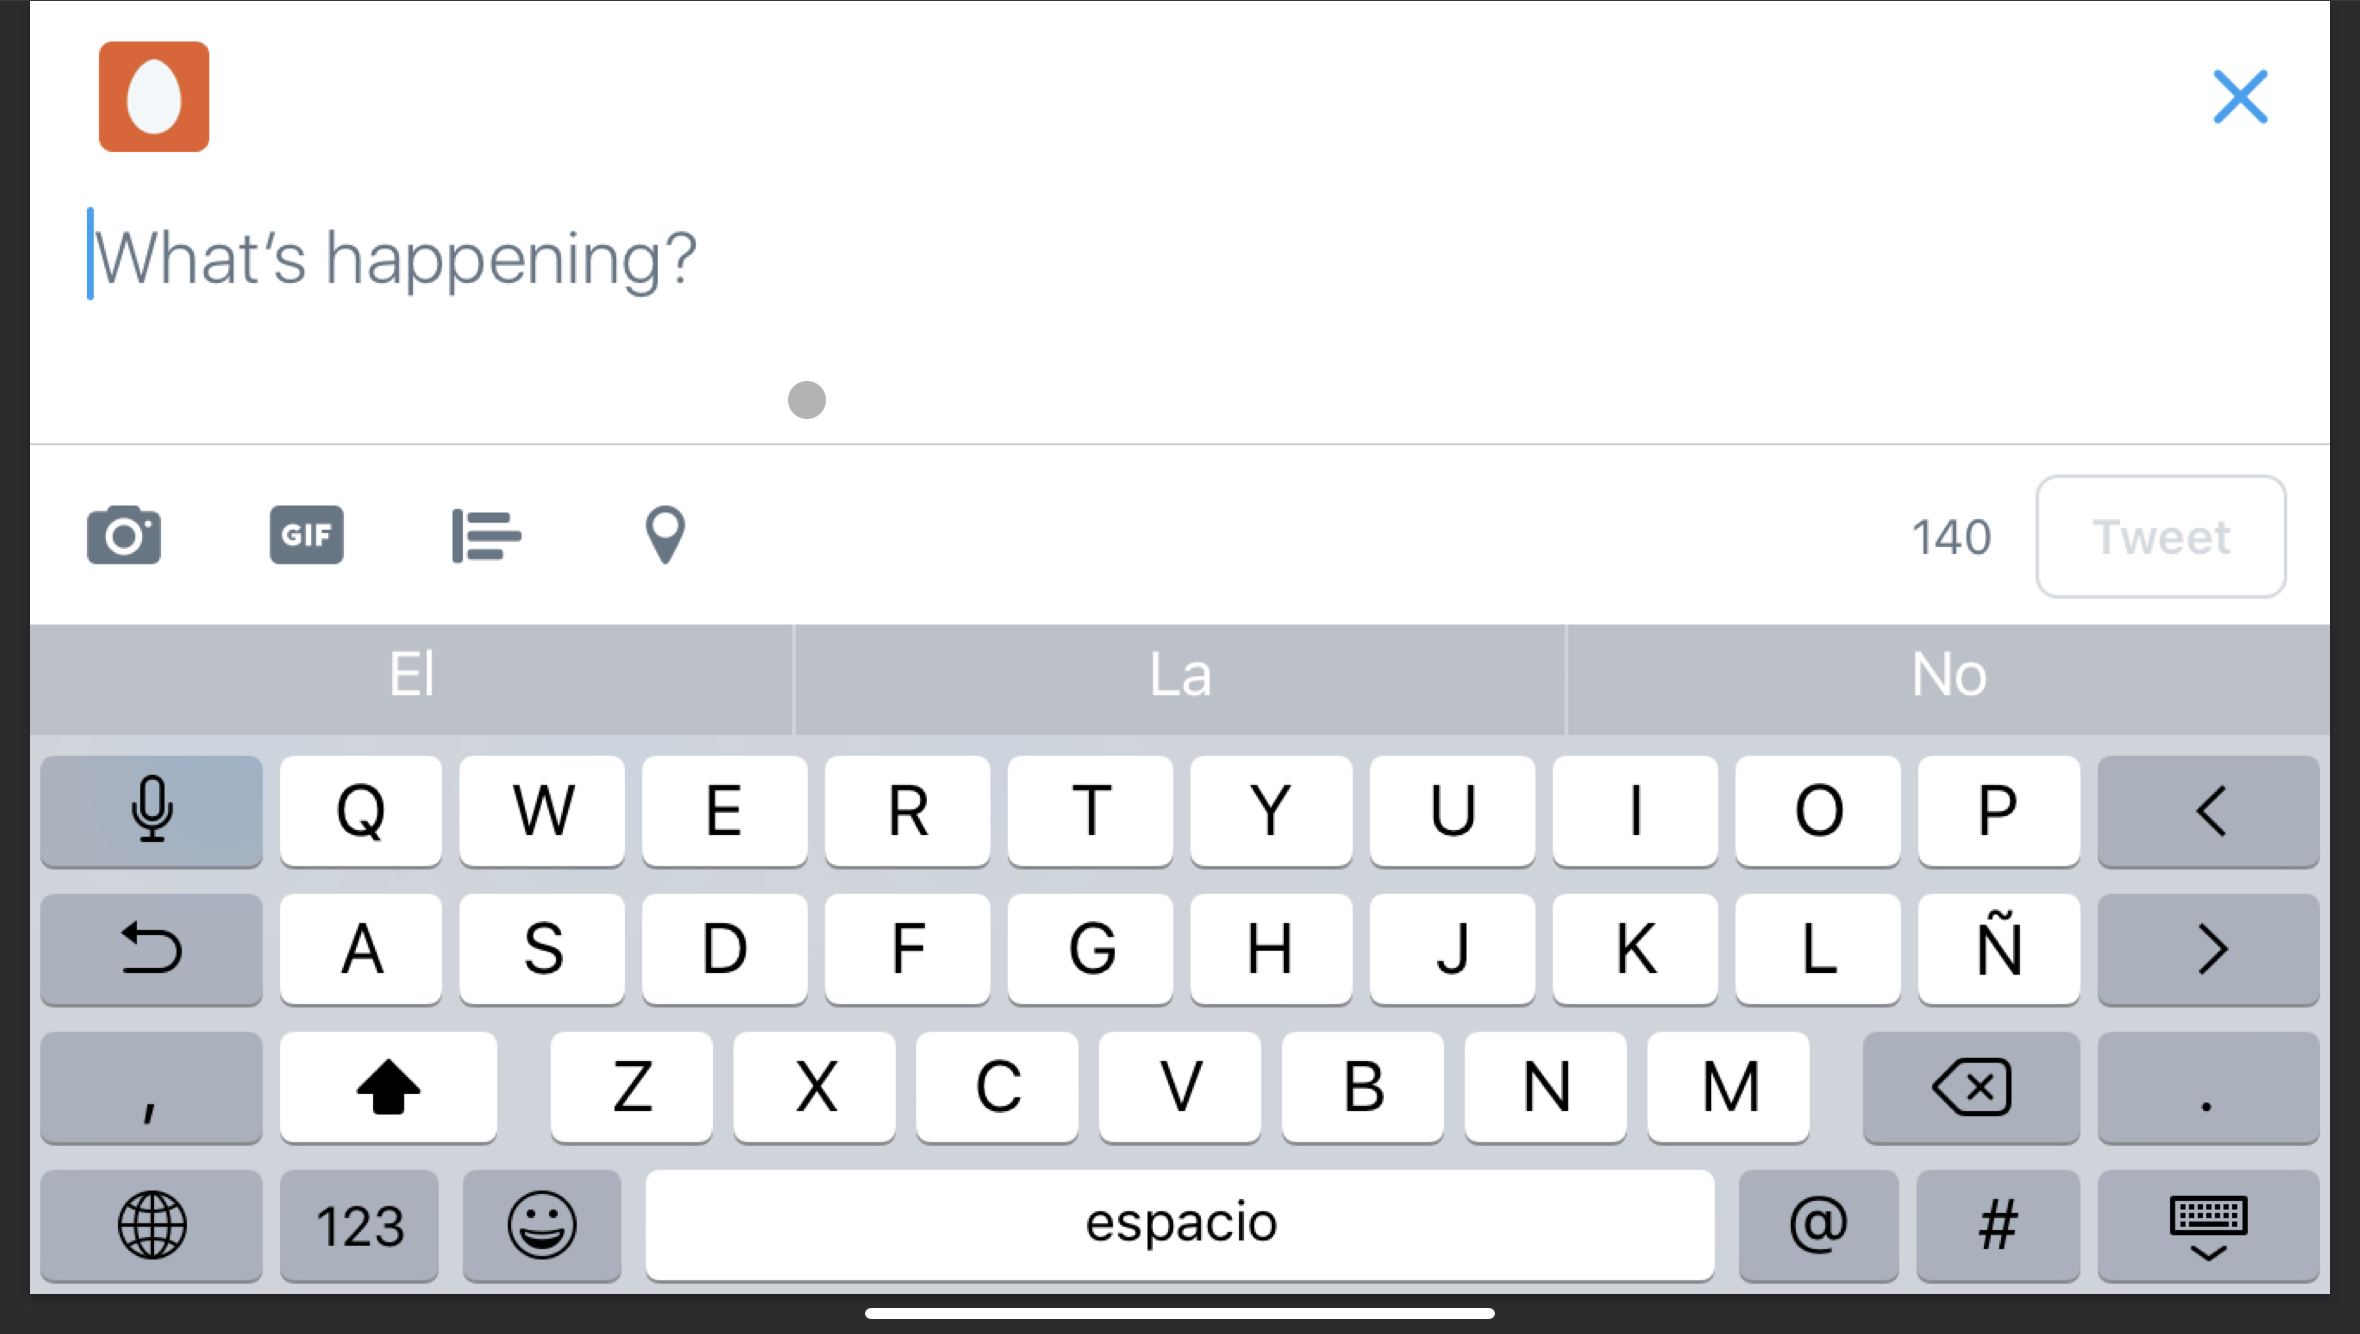 What's happening?
GIF
140 Tweet
El La No
Q W E R T Y U I O P <
A S D F G H J K L Ñ >
, Z X C V B N M .
123 espacio @ #